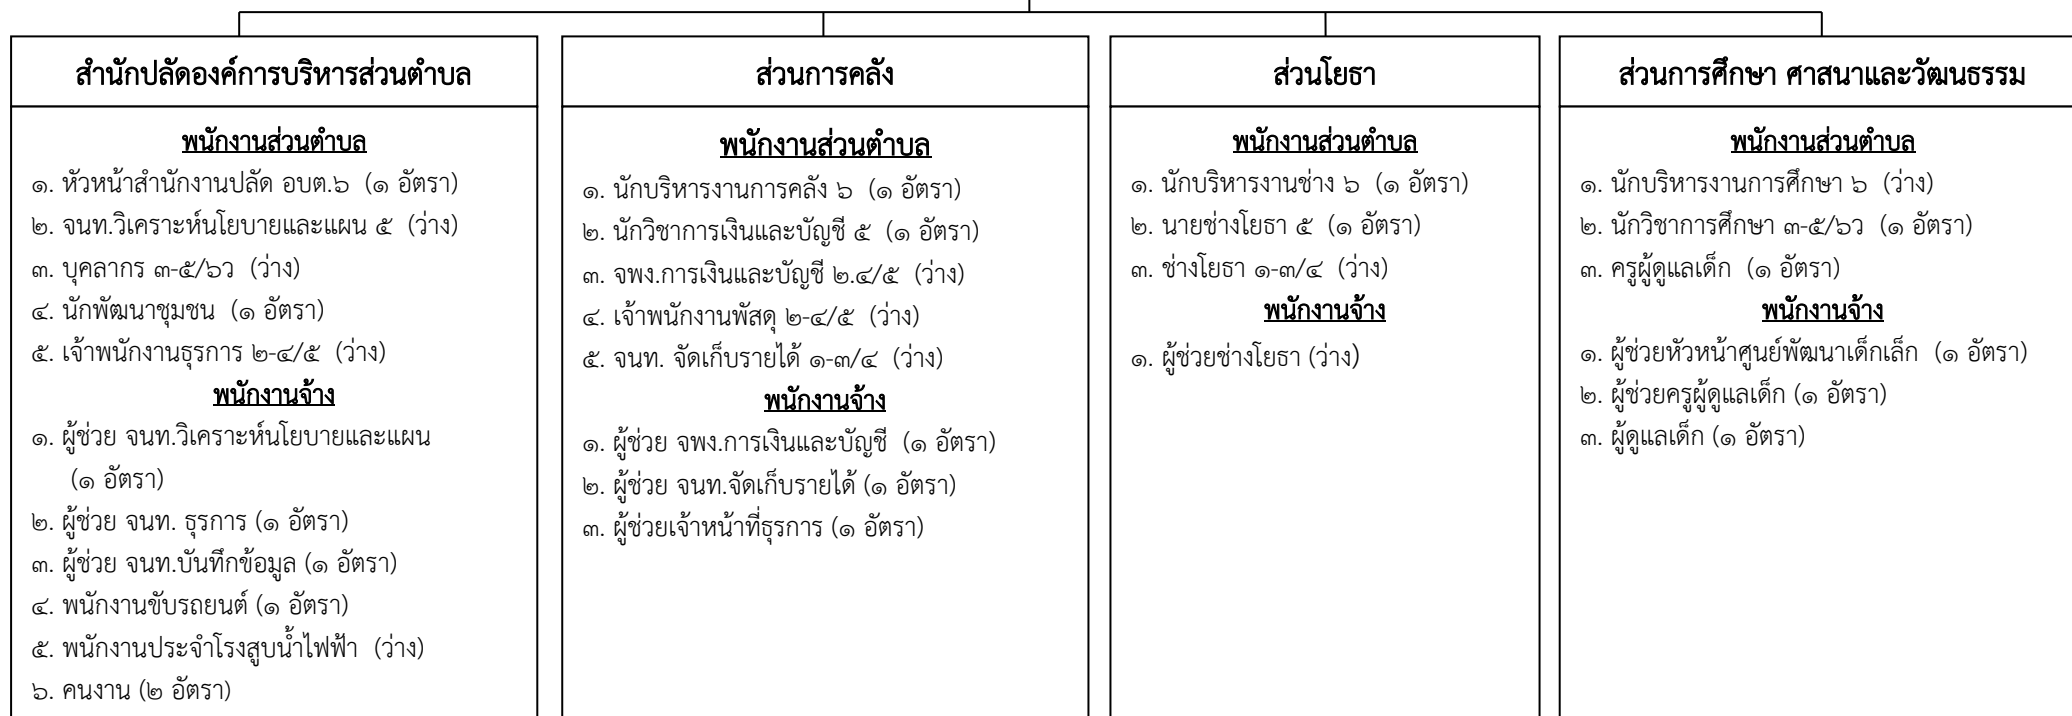 สำนักปลัดองค์การบริหารส่วนตำบล
พนักงานส่วนตำบล
๑. หัวหน้าสำนักงานปลัด อบต.๖ (๑ อัตรา)
๒. จนท.วิเคราะห์นโยบายและแผน ๕ (ว่าง)
๓. บุคลากร ๓-๕/๖ว (ว่าง)
๔. นักพัฒนาชุมชน (๑ อัตรา)
๕. เจ้าพนักงานธุรการ ๒-๔/๕ (ว่าง)
พนักงานจ้าง
๑. ผู้ช่วย จนท.วิเคราะห์นโยบายและแผน
(๑ อัตรา)
๒. ผู้ช่วย จนท. ธุรการ (๑ อัตรา)
๓. ผู้ช่วย จนท.บันทึกข้อมูล (๑ อัตรา)
๔. พนักงานขับรถยนต์ (๑ อัตรา)
๕. พนักงานประจำโรงสูบน้ำไฟฟ้า (ว่าง)
๖. คนงาน (๒ อัตรา)
ส่วนการคลัง
พนักงานส่วนตำบล
๑. นักบริหารงานการคลัง ๖ (๑ อัตรา)
๒. นักวิชาการเงินและบัญชี ๕ (๑ อัตรา)
๓. จพง.การเงินและบัญชี ๒.๔/๕ (ว่าง)
๔. เจ้าพนักงานพัสดุ ๒-๔/๕ (ว่าง)
๕. จนท. จัดเก็บรายได้ ๑-๓/๔ (ว่าง)
พนักงานจ้าง
๑. ผู้ช่วย จพง.การเงินและบัญชี (๑ อัตรา)
๒. ผู้ช่วย จนท.จัดเก็บรายได้ (๑ อัตรา)
๓. ผู้ช่วยเจ้าหน้าที่ธุรการ (๑ อัตรา)
ส่วนโยธา
พนักงานส่วนตำบล
๑. นักบริหารงานช่าง ๖ (๑ อัตรา)
๒. นายช่างโยธา ๕ (๑ อัตรา)
๓. ช่างโยธา ๑-๓/๔ (ว่าง)
พนักงานจ้าง
๑. ผู้ช่วยช่างโยธา (ว่าง)
ส่วนการศึกษา ศาสนาและวัฒนธรรม
พนักงานส่วนตำบล
๑. นักบริหารงานการศึกษา ๖ (ว่าง)
๒. นักวิชาการศึกษา ๓-๕/๖ว (๑ อัตรา)
๓. ครูผู้ดูแลเด็ก (๑ อัตรา)
พนักงานจ้าง
๑. ผู้ช่วยหัวหน้าศูนย์พัฒนาเด็กเล็ก (๑ อัตรา)
๒. ผู้ช่วยครูผู้ดูแลเด็ก (๑ อัตรา)
๓. ผู้ดูแลเด็ก (๑ อัตรา)